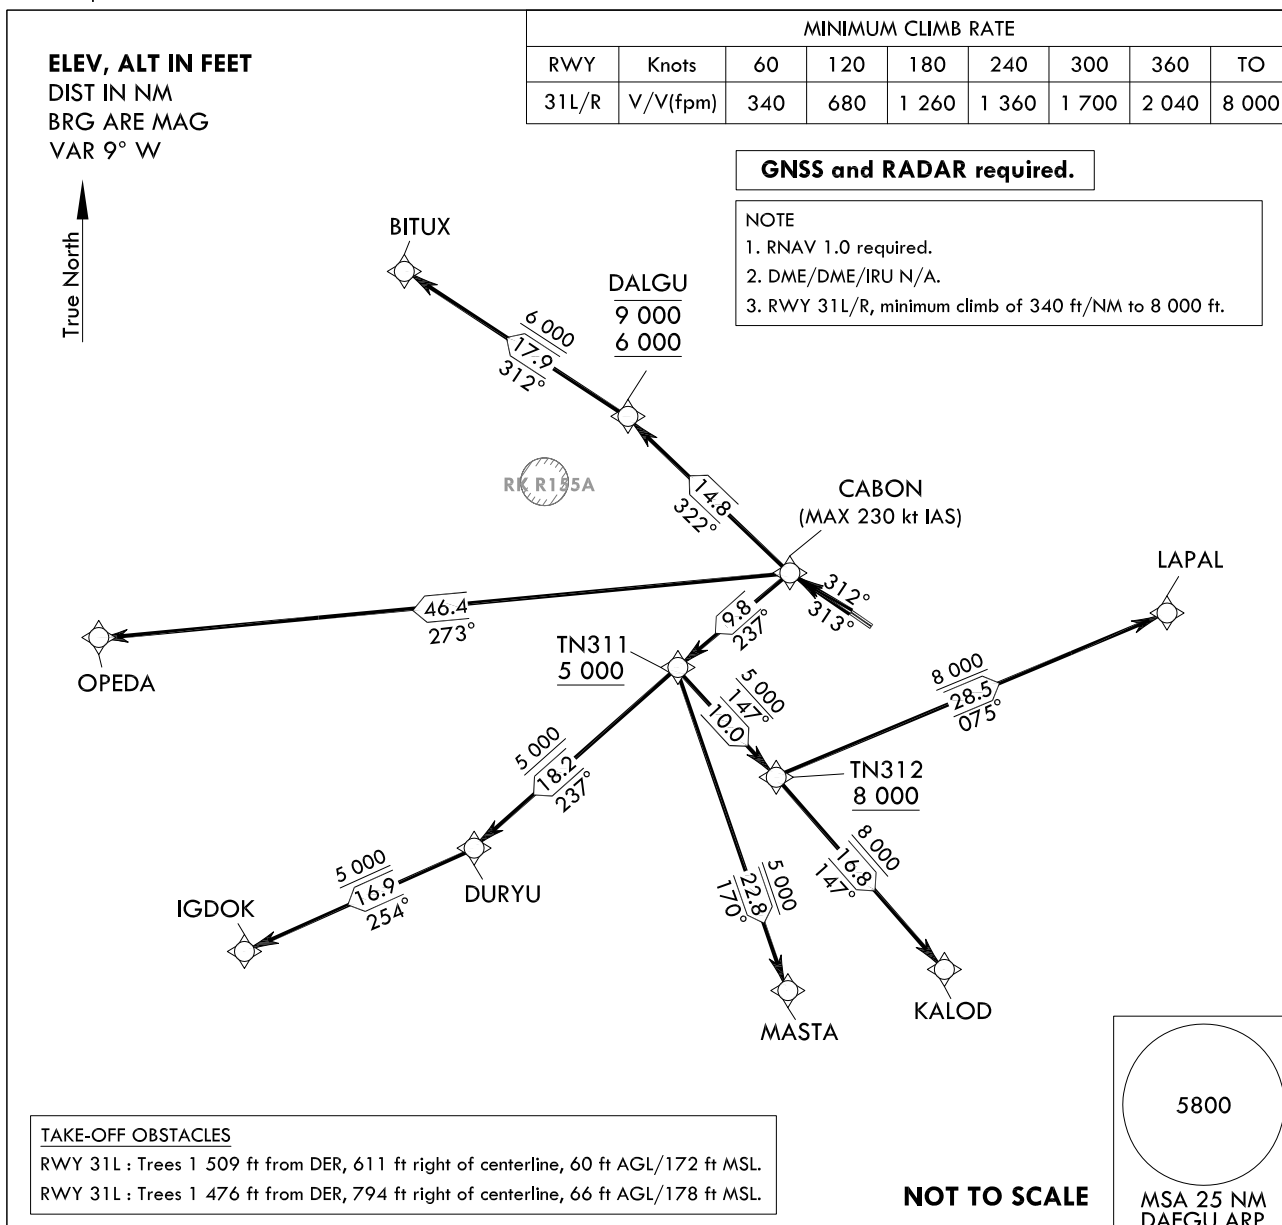 ELEV, ALT IN FEET
DIST IN NM
BRG ARE MAG
VAR 9° W
True North
MINIMUM CLIMB RATE
RWY Knots 60 120 180 240 300 360 TO
31L/R V/V(fpm) 340 680 1 260 1 360 1 700 2 040 8 000
GNSS and RADAR required.
NOTE
1. RNAV 1.0 required.
2. DME/DME/IRU N/A.
3. RWY 31L/R, minimum climb of 340 ft/NM to 8 000 ft.
BITUX
6 000
17.9
312°
DALGU
9 000
6 000
RK R155A
14.8
322°
CABON
(MAX 230 kt IAS)
312°
313°
LAPAL
46.4
273°
OPEDA
9.8
237°
TN311
5 000
5 000
147°
10.0
8 000
28.5
075°
TN312
8 000
5 000
18.2
237°
DURYU
5 000
16.9
254°
IGDOK
5 000
22.8
170°
MASTA
8 000
16.8
147°
KALOD
TAKE-OFF OBSTACLES
RWY 31L : Trees 1 509 ft from DER, 611 ft right of centerline, 60 ft AGL/172 ft MSL.
RWY 31L : Trees 1 476 ft from DER, 794 ft right of centerline, 66 ft AGL/178 ft MSL.
NOT TO SCALE
5800
MSA 25 NM
DAEGU ARP